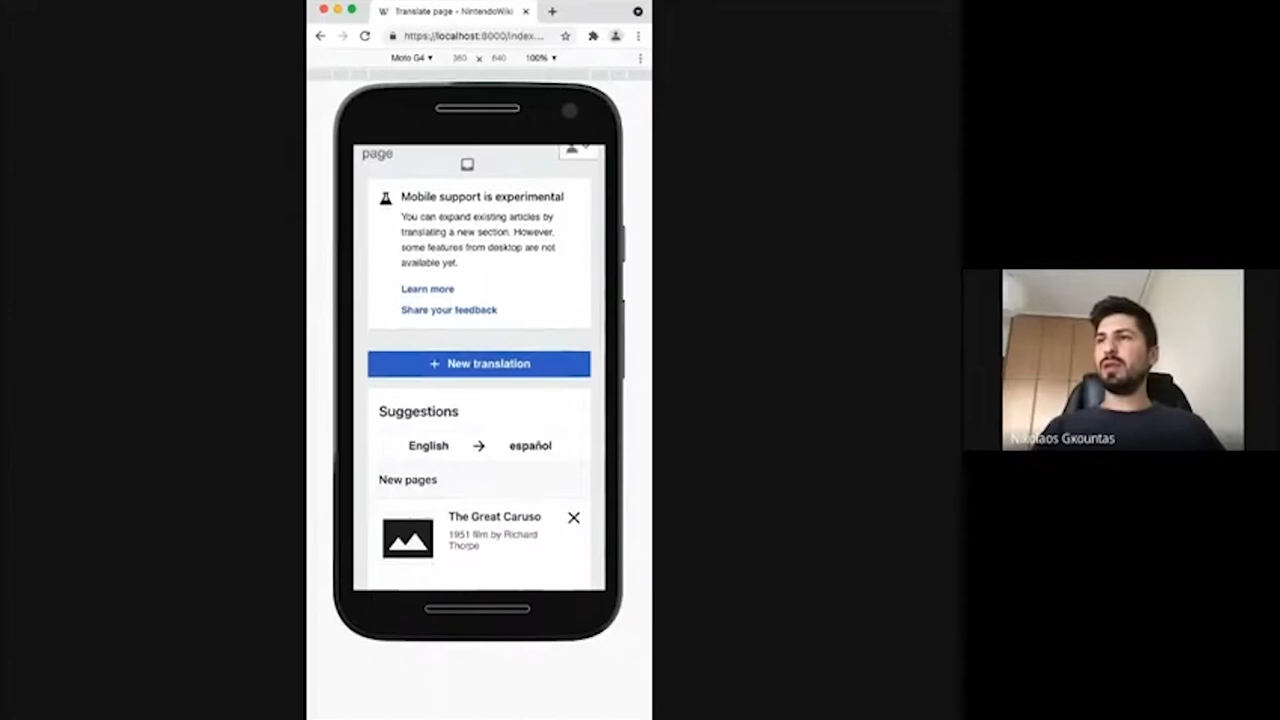 Translate page - NintendoWiki
https://localhost:8000/index...
Moto G4 360 x 640 100%
page
Mobile support is experimental
You can expand existing articles by
translating a new section. However,
some features from desktop are not
available yet.
Learn more
Share your feedback
+ New translation
Suggestions
English → español
New pages
The Great Caruso
1951 film by Richard
Thorpe
Nikolaos Gkountas